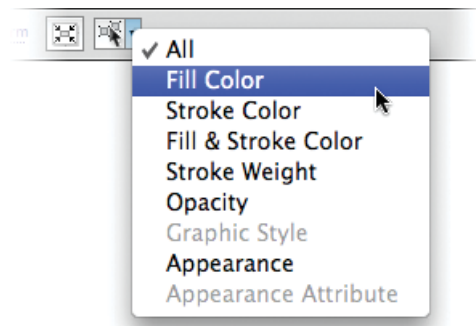 All
Fill Color
Stroke Color
Fill & Stroke Color
Stroke Weight
Opacity
Graphic Style
Appearance
Appearance Attribute